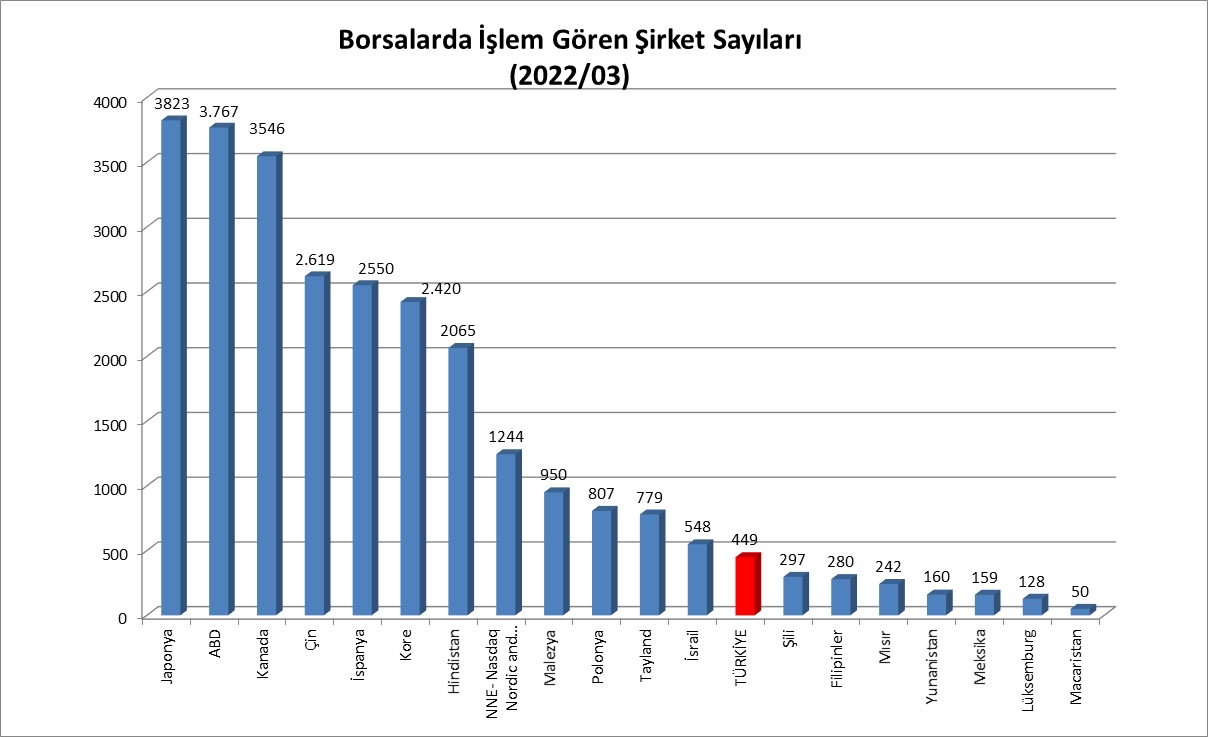 Borsalarda İşlem Gören Şirket Sayıları
(2022/03)
4000
3500
3000
2500
2000
1500
1000
500
0
3823
3.767
3546
2.619
2550
2.420
2065
1244
950
807
779
548
449
297
280
242
160
159
128
50
Japonya
ABD
Kanada
Çin
İspanya
Kore
Hindistan
NNE- Nasdaq
Nordic and...
Malezya
Polonya
Tayland
İsrail
TÜRKİYE
Şili
Filipinler
Mısır
Yunanistan
Meksika
Lüksemburg
Macaristan